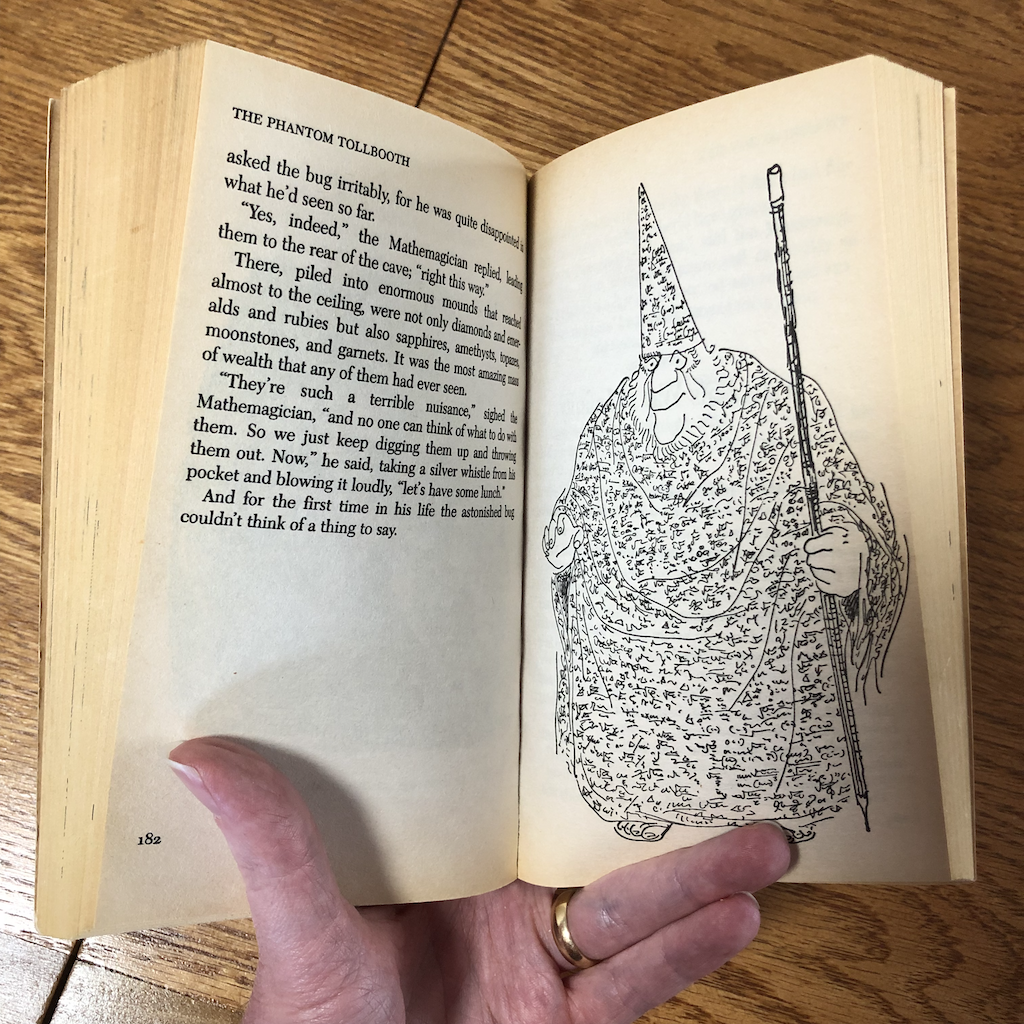 THE PHANTOM TOLLBOOTH
asked the bug irritably, for he was quite disappointed in
what he'd seen so far.
"Yes, indeed," the Mathemagician replied, leading
them to the rear of the cave; "right this way."
There, piled into enormous mounds that reached
almost to the ceiling, were not only diamonds and emer-
alds and rubies but also sapphires, amethysts, topazes,
moonstones, and garnets. It was the most amazing mass
of wealth that any of them had ever seen.
"They're such a terrible nuisance," sighed the
Mathemagician, "and no one can think of what to do with
them. So we just keep digging them up and throwing
them out. Now," he said, taking a silver whistle from his
pocket and blowing it loudly, "let's have some lunch."
And for the first time in his life the astonished bug
couldn't think of a thing to say.
182